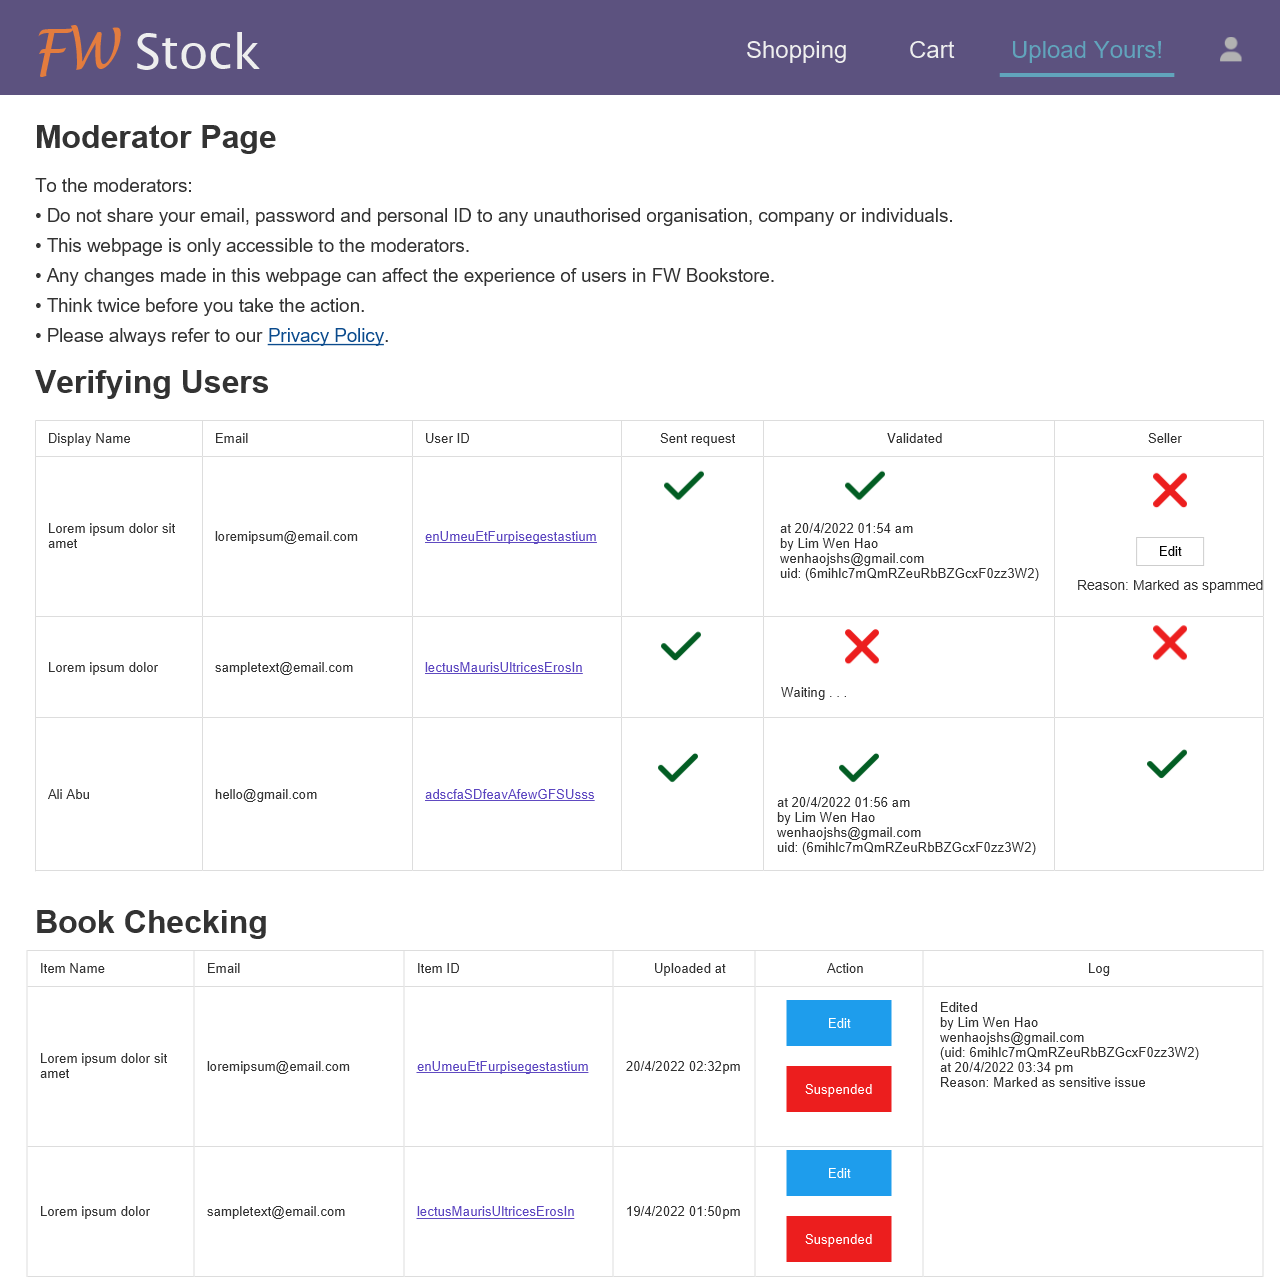 FW Stock
Shopping Cart Upload Yours!
Moderator Page
To the moderators:
• Do not share your email, password and personal ID to any unauthorised organisation, company or individuals.
• This webpage is only accessible to the moderators.
• Any changes made in this webpage can affect the experience of users in FW Bookstore.
• Think twice before you take the action.
• Please always refer to our Privacy Policy.
Verifying Users
Display Name Email User ID Sent request Validated Seller
Lorem ipsum dolor sit
amet
loremipsum@email.com
enUmeuEtFurpisegestastium
at 20/4/2022 01:54 am
by Lim Wen Hao
wenhaojshs@gmail.com
uid: (6mihlc7mQmRZeuRbBZGcxF0zz3W2)
Edit
Reason: Marked as spammed
Lorem ipsum dolor
sampletext@email.com
lectusMaurisUltricesErosIn
Waiting . . .
Ali Abu
hello@gmail.com
adscfaSDfeavAfewGFSUsss
at 20/4/2022 01:56 am
by Lim Wen Hao
wenhaojshs@gmail.com
uid: (6mihlc7mQmRZeuRbBZGcxF0zz3W2)
Book Checking
Item Name Email Item ID Uploaded at Action Log
Lorem ipsum dolor sit
amet
loremipsum@email.com
enUmeuEtFurpisegestastium
20/4/2022 02:32pm
Edit
Suspended
Edited
by Lim Wen Hao
wenhaojshs@gmail.com
(uid: 6mihlc7mQmRZeuRbBZGcxF0zz3W2)
at 20/4/2022 03:34 pm
Reason: Marked as sensitive issue
Lorem ipsum dolor
sampletext@email.com
lectusMaurisUltricesErosIn
19/4/2022 01:50pm
Edit
Suspended